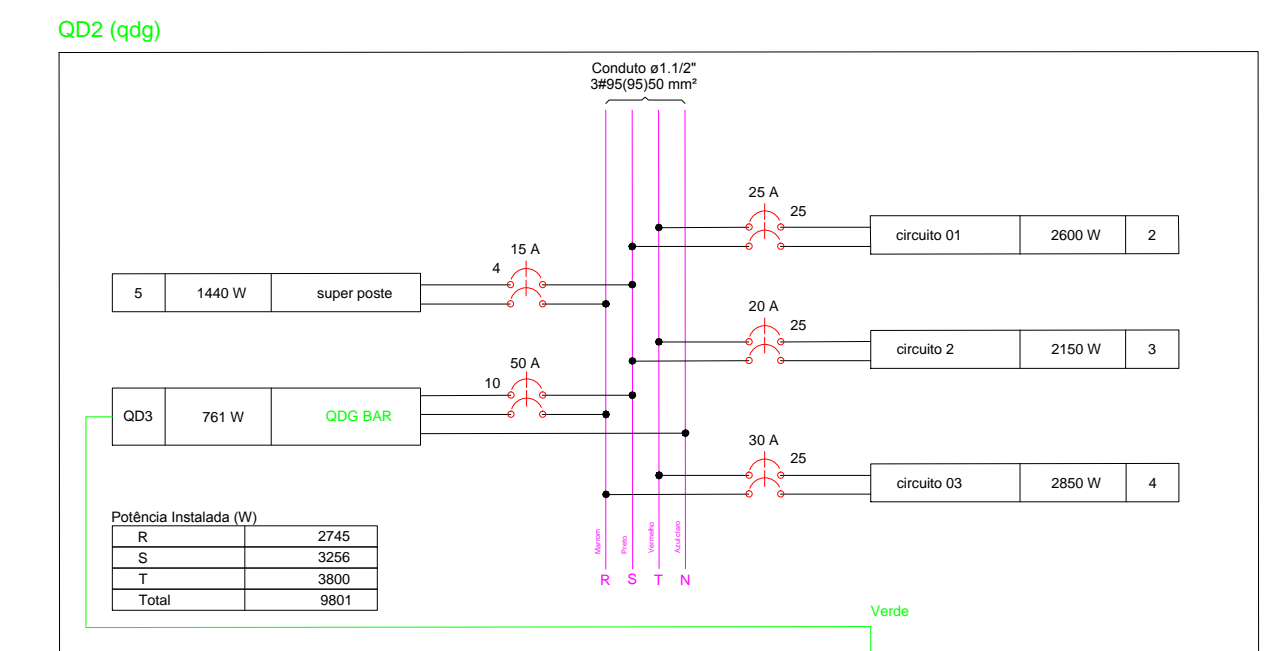 QD2 (qdg)
Conduto ø1.1/2"
3#95(95)50 mm²
25 A
25
circuito 01 2600 W 2
15 A
4
5 1440 W super poste
20 A
25
circuito 2 2150 W 3
50 A
10
QD3 761 W QDG BAR
30 A
25
circuito 03 2850 W 4
Potência Instalada (W)
R 2745
S 3256
T 3800
Total 9801
Marrom
Preto
Vermelho
Azul claro
R S T N
Verde